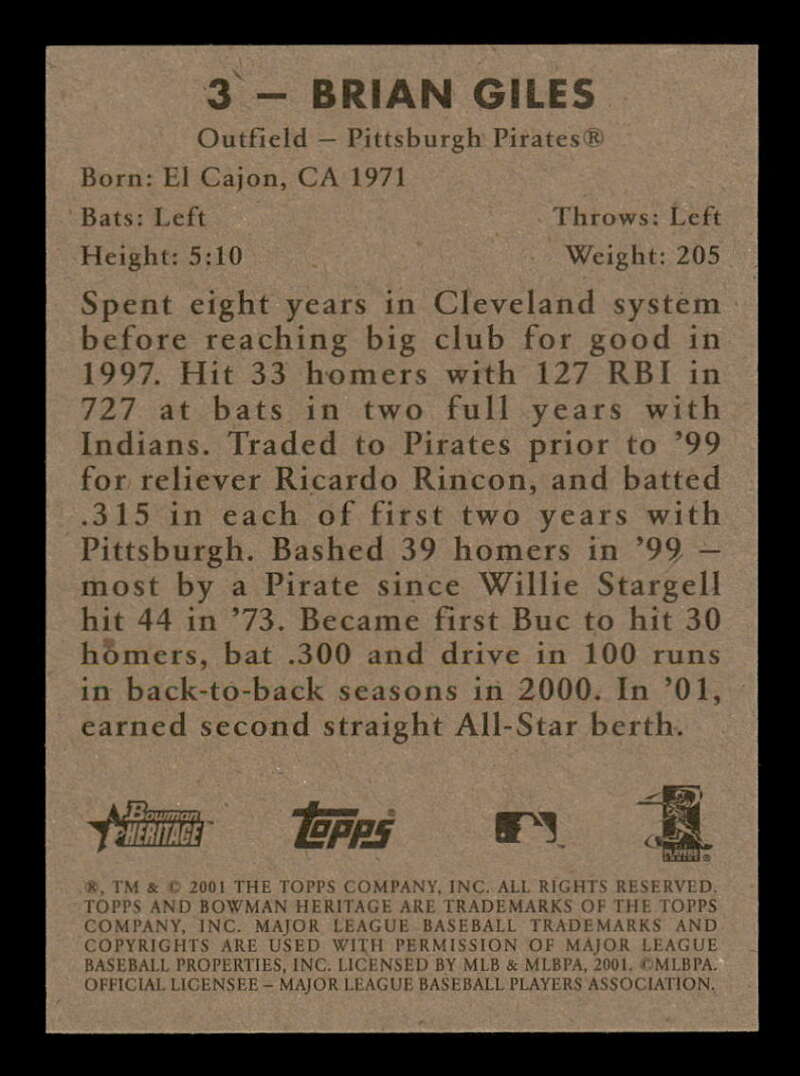 3 – BRIAN GILES
Outfield – Pittsburgh Pirates®
Born: El Cajon, CA 1971
Bats: Left Throws: Left
Height: 5:10 Weight: 205
Spent eight years in Cleveland system
before reaching big club for good in
1997. Hit 33 homers with 127 RBI in
727 at bats in two full years with
Indians. Traded to Pirates prior to ’99
for reliever Ricardo Rincon, and batted
.315 in each of first two years with
Pittsburgh. Bashed 39 homers in ’99 –
most by a Pirate since Willie Stargell
hit 44 in ’73. Became first Buc to hit 30
homers, bat .300 and drive in 100 runs
in back-to-back seasons in 2000. In ’01,
earned second straight All-Star berth.
Bowman HERITAGE™ Topps® ™ PLAYERS ®
®, TM & © 2001 THE TOPPS COMPANY, INC. ALL RIGHTS RESERVED.
TOPPS AND BOWMAN HERITAGE ARE TRADEMARKS OF THE TOPPS
COMPANY, INC. MAJOR LEAGUE BASEBALL TRADEMARKS AND
COPYRIGHTS ARE USED WITH PERMISSION OF MAJOR LEAGUE
BASEBALL PROPERTIES, INC. LICENSED BY MLB & MLBPA, 2001. ©MLBPA.
OFFICIAL LICENSEE – MAJOR LEAGUE BASEBALL PLAYERS ASSOCIATION.